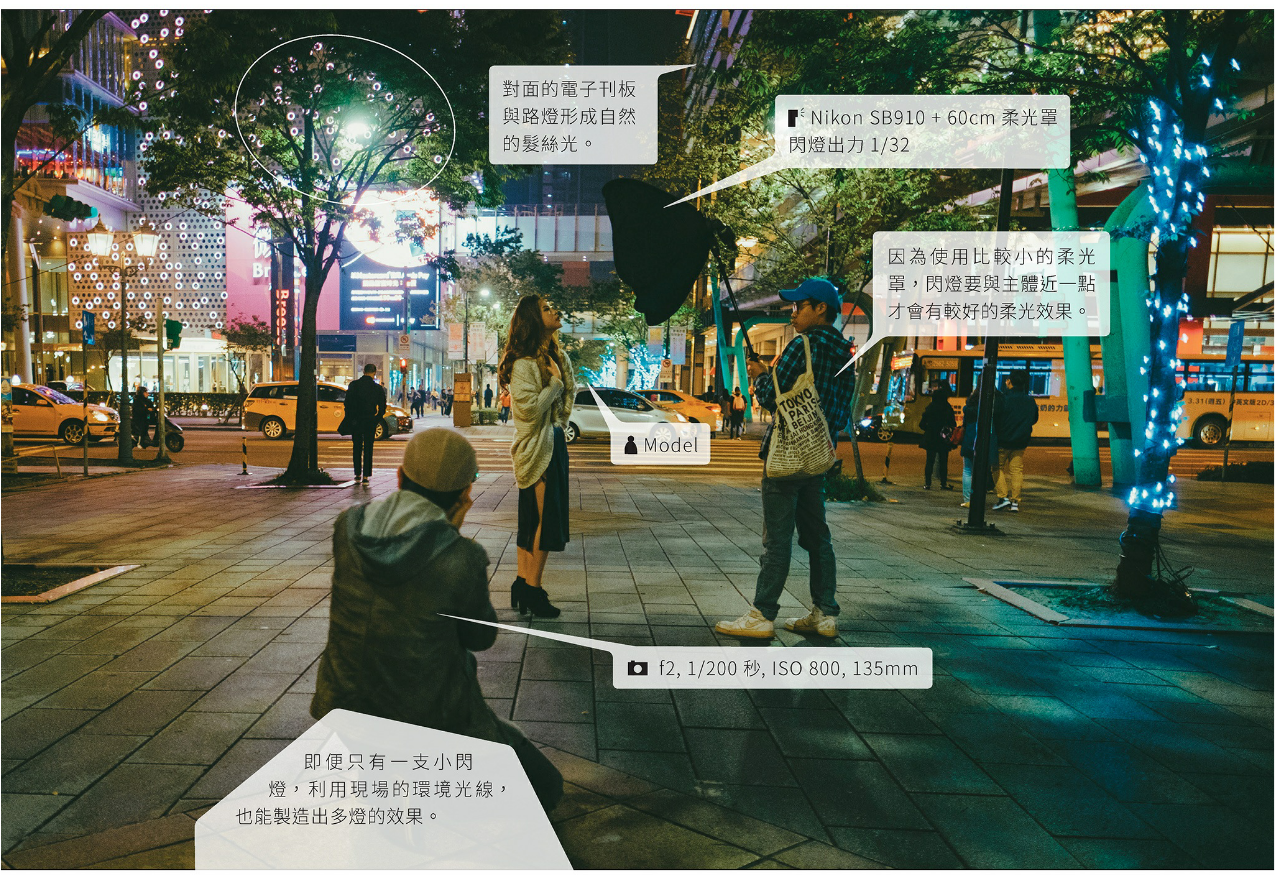 對面的電子刊板
與路燈形成自然
的髮絲光。
Nikon SB910 + 60cm 柔光罩
閃燈出力 1/32
因為使用比較小的柔光
罩，閃燈要與主體近一點
才會有較好的柔光效果。
Model
TOKYO
PARIS
f2, 1/200 秒, ISO 800, 135mm
即便只有一支小閃
燈，利用現場的環境光線，
也能製造出多燈的效果。